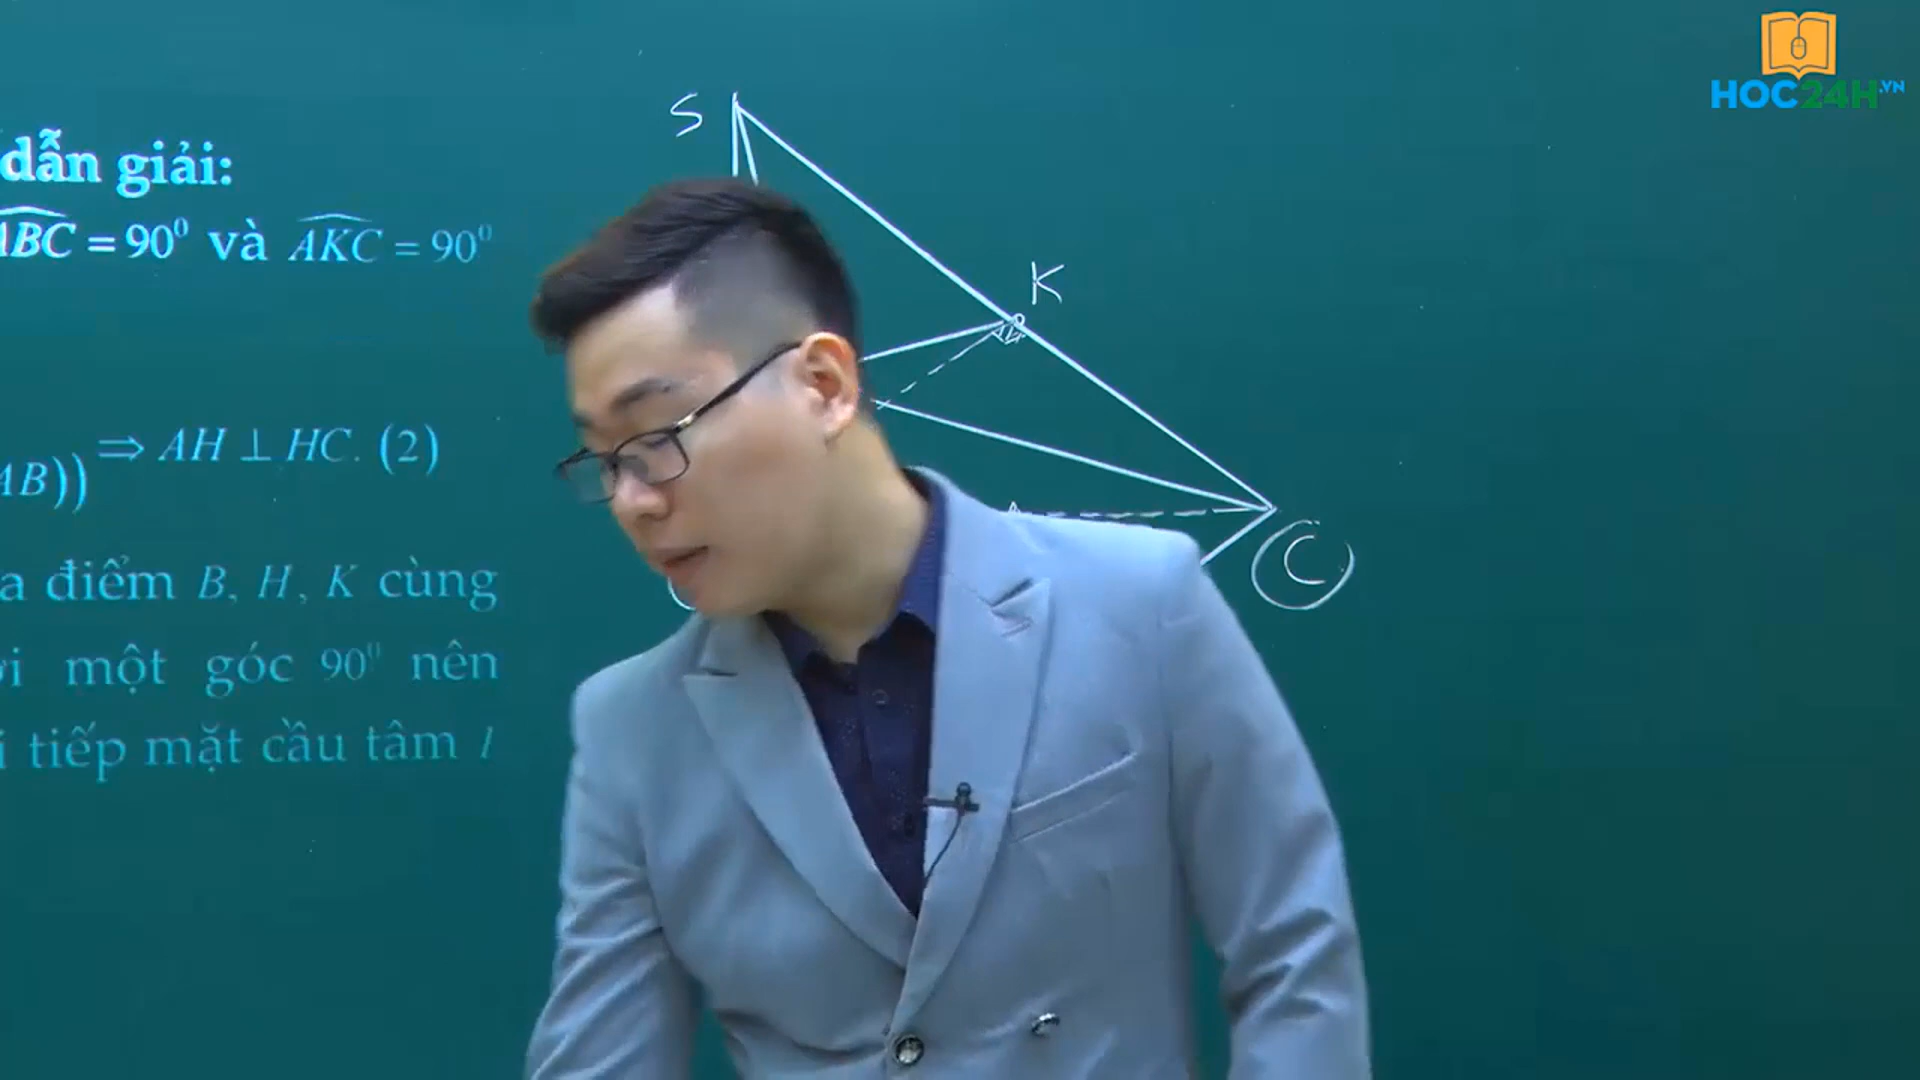 HOC24H.VN
dẫn giải:
ABC = 90⁰ và AKC = 90⁰
⇒ AH ⊥ HC. (2)
AB))
điểm B, H, K cùng
một góc 90⁰ nên
tiếp mặt cầu tâm I
S
K
C